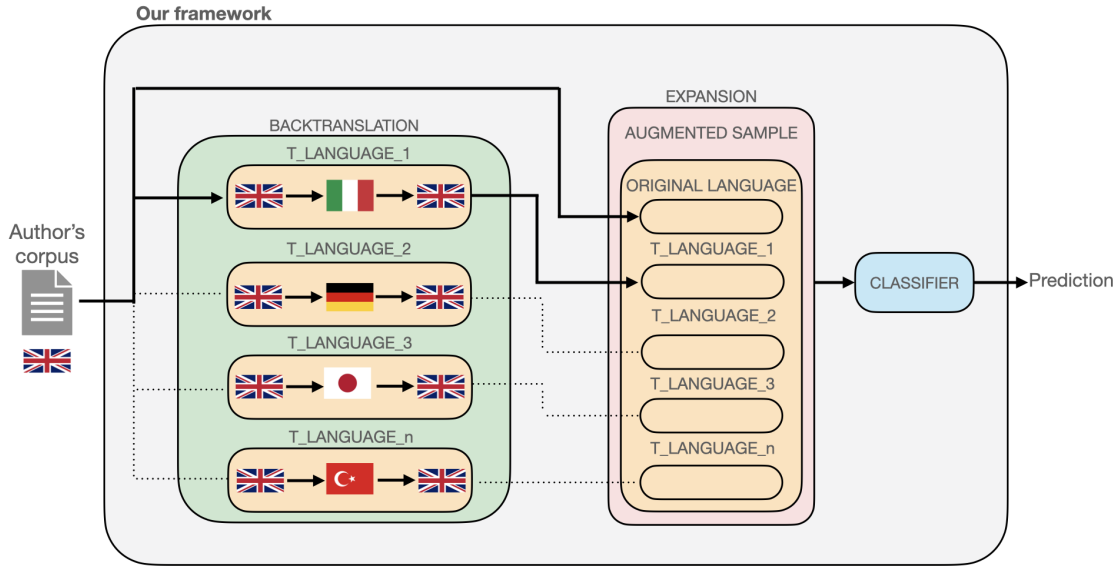 Our framework
BACKTRANSLATION
T_LANGUAGE_1
T_LANGUAGE_2
T_LANGUAGE_3
T_LANGUAGE_n
Author's
corpus
EXPANSION
AUGMENTED SAMPLE
ORIGINAL LANGUAGE
T_LANGUAGE_1
T_LANGUAGE_2
T_LANGUAGE_3
T_LANGUAGE_n
CLASSIFIER
Prediction